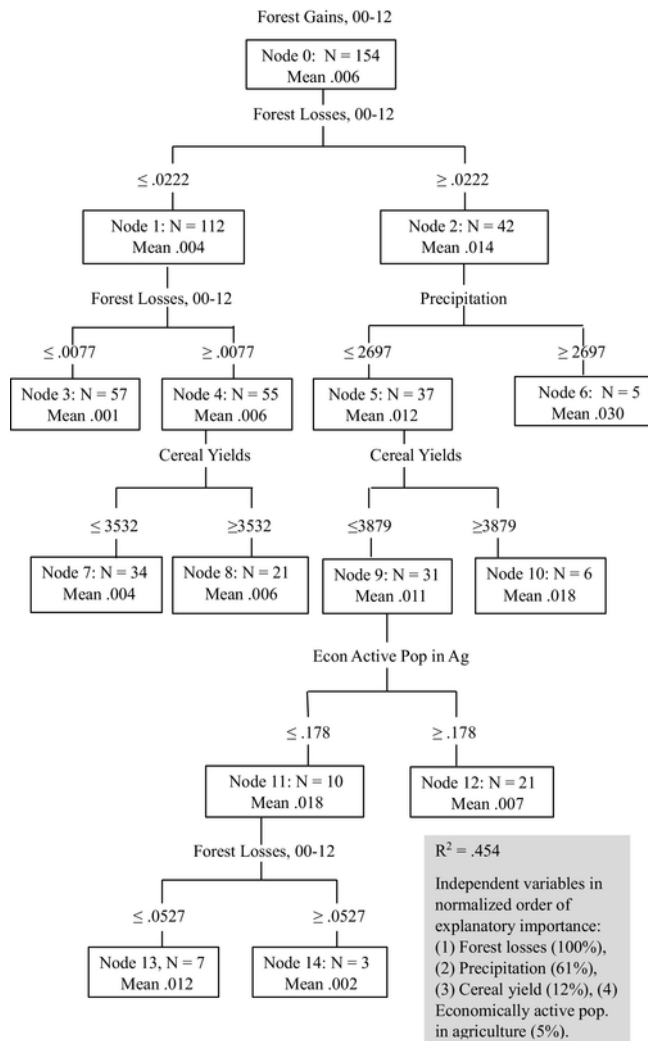 Forest Gains, 00-12
Node 0: N = 154
Mean .006
Forest Losses, 00-12
≤ .0222
≥ .0222
Node 1: N = 112
Mean .004
Node 2: N = 42
Mean .014
Forest Losses, 00-12
Precipitation
≤ .0077
≥ .0077
≤ 2697
≥ 2697
Node 3: N = 57
Mean .001
Node 4: N = 55
Mean .006
Node 5: N = 37
Mean .012
Node 6: N = 5
Mean .030
Cereal Yields
Cereal Yields
≤ 3532
≥3532
≤3879
≥3879
Node 7: N = 34
Mean .004
Node 8: N = 21
Mean .006
Node 9: N = 31
Mean .011
Node 10: N = 6
Mean .018
Econ Active Pop in Ag
≤ .178
≥ .178
Node 11: N = 10
Mean .018
Node 12: N = 21
Mean .007
Forest Losses, 00-12
≤ .0527
≥ .0527
Node 13, N = 7
Mean .012
Node 14: N = 3
Mean .002
R² = .454
Independent variables in
normalized order of
explanatory importance:
(1) Forest losses (100%),
(2) Precipitation (61%),
(3) Cereal yield (12%), (4)
Economically active pop.
in agriculture (5%).